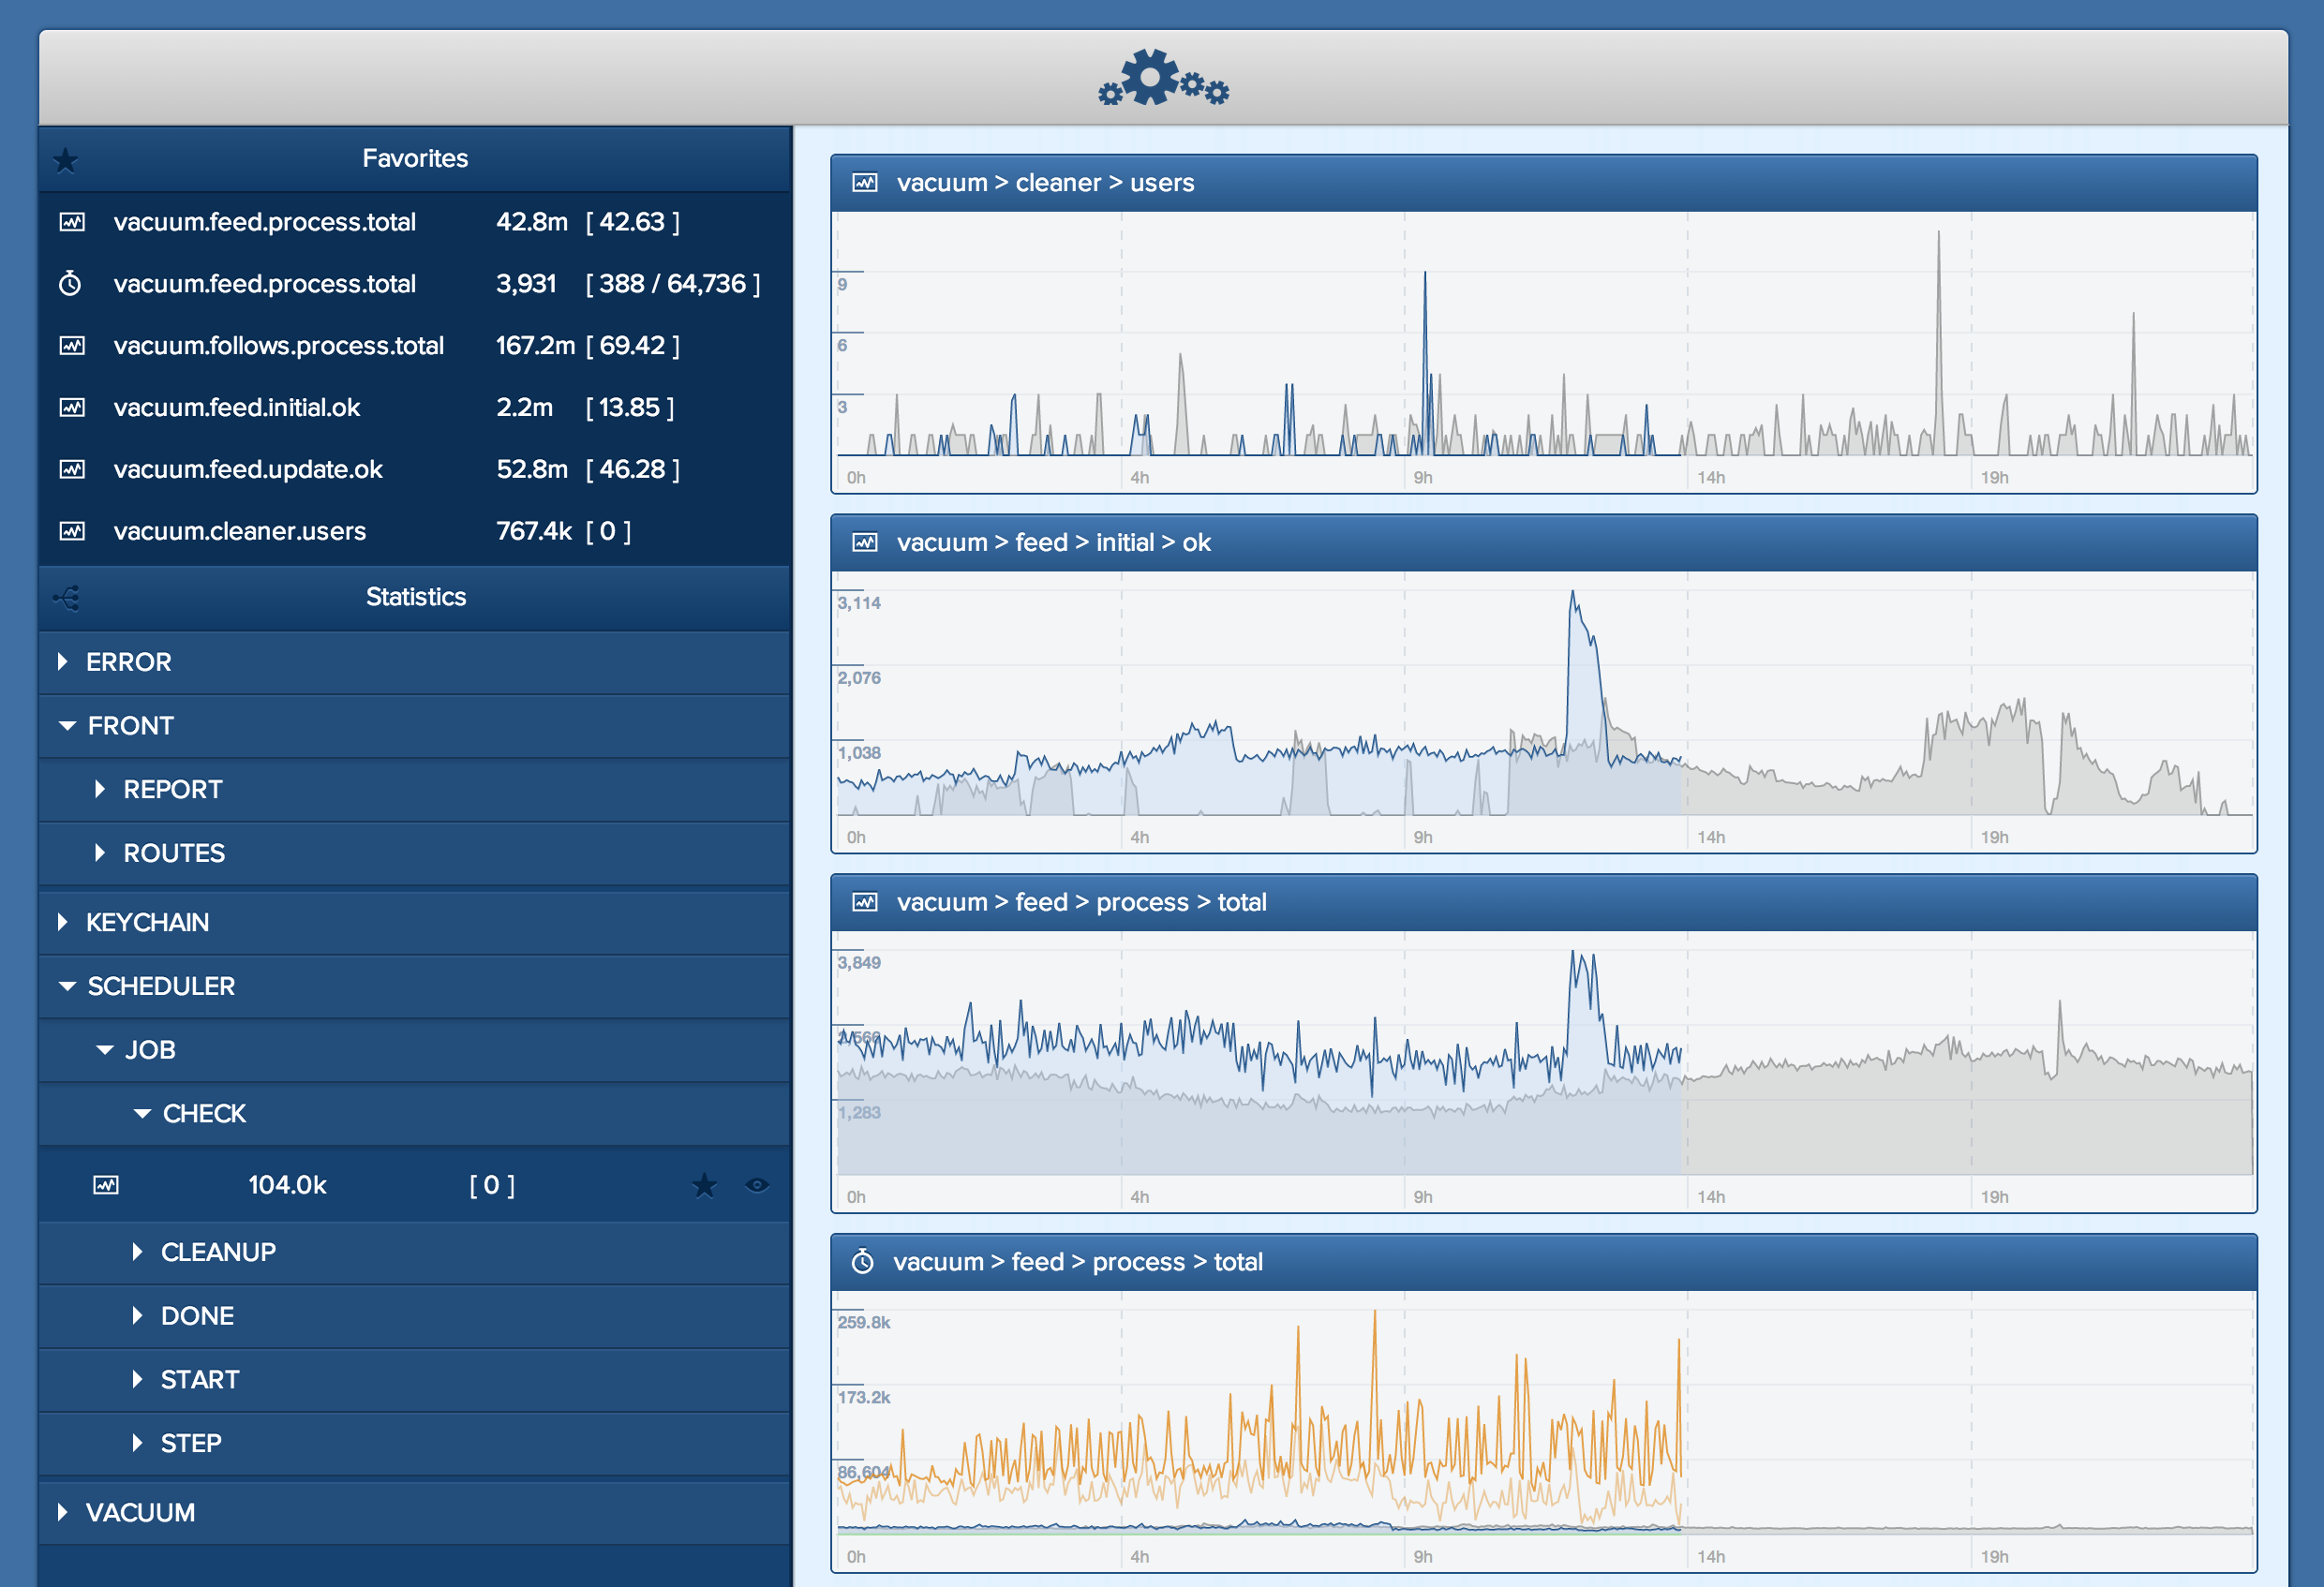 Favorites
vacuum.feed.process.total 42.8m [ 42.63 ]
vacuum.feed.process.total 3,931 [ 388 / 64,736 ]
vacuum.follows.process.total 167.2m [ 69.42 ]
vacuum.feed.initial.ok 2.2m [ 13.85 ]
vacuum.feed.update.ok 52.8m [ 46.28 ]
vacuum.cleaner.users 767.4k [ 0 ]
Statistics
ERROR
FRONT
REPORT
ROUTES
KEYCHAIN
SCHEDULER
JOB
CHECK
104.0k [ 0 ]
CLEANUP
DONE
START
STEP
VACUUM
vacuum > cleaner > users
9
6
3
0h 4h 9h 14h 19h
vacuum > feed > initial > ok
3,114
2,076
1,038
0h 4h 9h 14h 19h
vacuum > feed > process > total
3,849
2,566
1,283
0h 4h 9h 14h 19h
vacuum > feed > process > total
259.8k
173.2k
86,604
0h 4h 9h 14h 19h